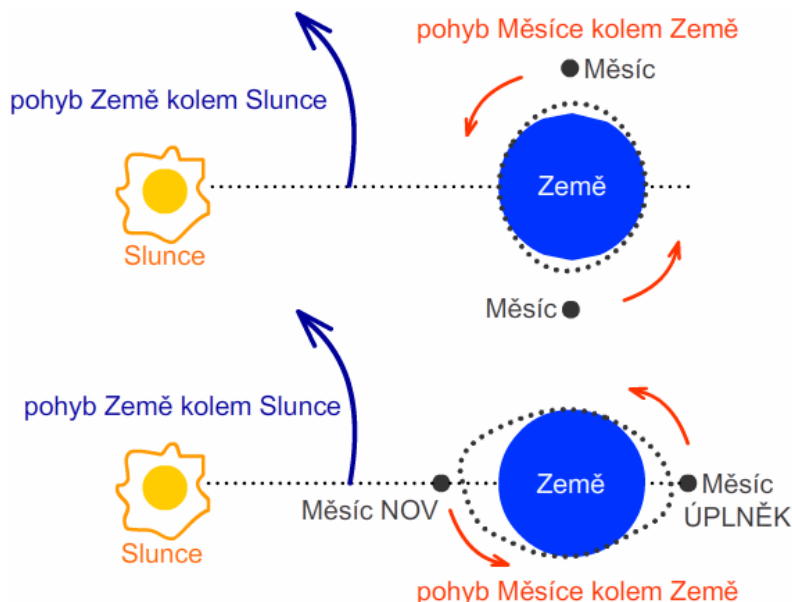 pohyb Měsíce kolem Země
Měsíc
pohyb Země kolem Slunce
Země
Slunce
Měsíc
pohyb Země kolem Slunce
Země
Měsíc NOV
Měsíc
ÚPLNĚK
Slunce
pohyb Měsíce kolem Země